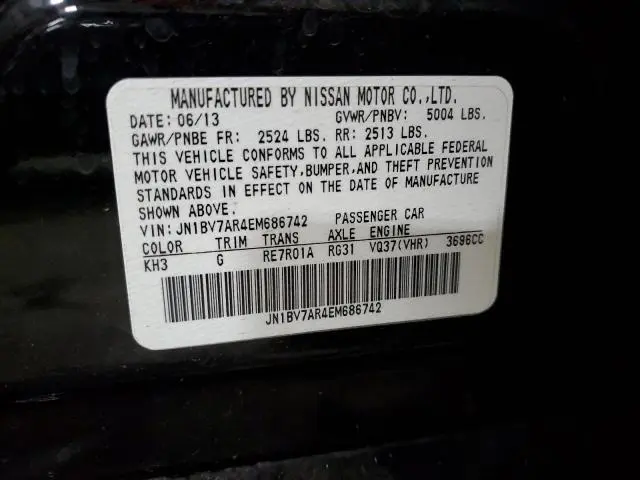 MANUFACTURED BY NISSAN MOTOR CO.,LTD.
DATE: 06/13 GVWR/PNBV: 5004 LBS.
GAWR/PNBE FR: 2524 LBS. RR: 2513 LBS.
THIS VEHICLE CONFORMS TO ALL APPLICABLE FEDERAL
MOTOR VEHICLE SAFETY,BUMPER,AND THEFT PREVENTION
STANDARDS IN EFFECT ON THE DATE OF MANUFACTURE
SHOWN ABOVE.
VIN: JN1BV7AR4EM686742 PASSENGER CAR
COLOR TRIM TRANS AXLE ENGINE
KH3 G RE7R01A RG31 VQ37(VHR) 3696CC
JN1BV7AR4EM686742